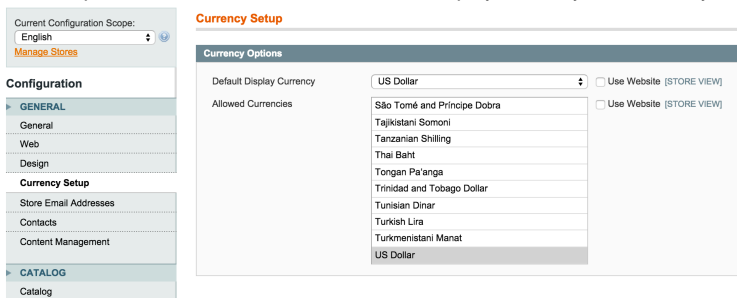 Current Configuration Scope:
English
Manage Stores
Configuration
GENERAL
General
Web
Design
Currency Setup
Store Email Addresses
Contacts
Content Management
CATALOG
Catalog
Currency Setup
Currency Options
Default Display Currency US Dollar Use Website [STORE VIEW]
Allowed Currencies Use Website [STORE VIEW]
São Tomé and Príncipe Dobra
Tajikistani Somoni
Tanzanian Shilling
Thai Baht
Tongan Paʻanga
Trinidad and Tobago Dollar
Tunisian Dinar
Turkish Lira
Turkmenistani Manat
US Dollar